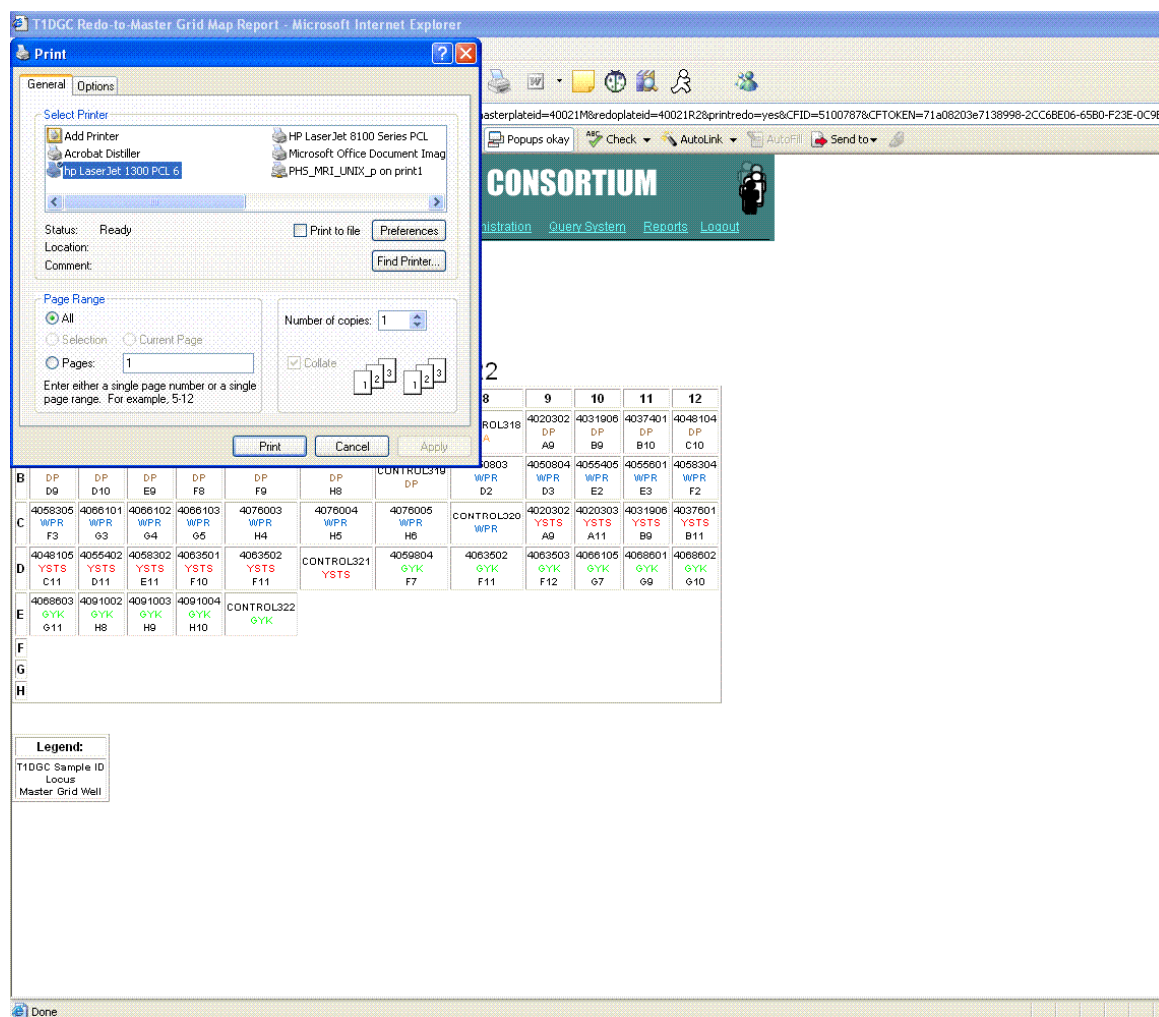 T1DGC Redo-to-Master Grid Map Report - Microsoft Internet Explorer
Print
General Options
Select Printer
Add Printer HP LaserJet 8100 Series PCL
Acrobat Distiller Microsoft Office Document Imag
hp LaserJet 1300 PCL 6 PHS_MRI_UNIX_p on print1
Status: Ready Print to file Preferences
Location:
Comment: Find Printer...
Page Range
All Number of copies: 1
Selection Current Page
Pages: 1 Collate
Enter either a single page number or a single
page range. For example, 5-12
1 2 3 1 2 3
Print Cancel Apply
masterplateid=40021M&redoplateid=40021R2&printredo=yes&CFID=5100787&CFTOKEN=71a08203e7138998-2CC6BE06-65B0-F23E-0C9E
Popups okay Check AutoLink AutoFill Send to
CONSORTIUM
nistration Query System Reports Logout
2
8 9 10 11 12
ROL318 4020302 4031906 4037401 4048104
A DP DP DP DP
A9 B9 B10 C10
CONTROL319 0803 4050804 4055405 4055601 4058304
B DP DP DP DP DP DP DP WPR WPR WPR WPR WPR
D9 D10 E9 F8 F9 H8 D2 D3 E2 E3 F2
4058305 4066101 4066102 4066103 4076003 4076004 4076005 CONTROL320 4020302 4020303 4031906 4037601
C WPR WPR WPR WPR WPR WPR WPR WPR YSTS YSTS YSTS YSTS
F3 G3 G4 G5 H4 H5 H6 A9 A11 B9 B11
4048105 4055402 4058302 4063501 4063502 CONTROL321 4059804 4063502 4063503 4066105 4068601 4068602
D YSTS YSTS YSTS YSTS YSTS YSTS GYK GYK GYK GYK GYK GYK
C11 D11 E11 F10 F11 F7 F11 F12 G7 G9 G10
4068603 4091002 4091003 4091004 CONTROL322
E GYK GYK GYK GYK GYK
G11 H8 H9 H10
F
G
H
Legend:
T1DGC Sample ID
Locus
Master Grid Well
Done